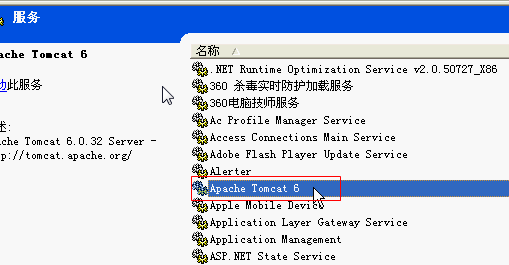 服务
ache Tomcat 6
动此服务
述:
ache Tomcat 6.0.32 Server -
tp://tomcat.apache.org/
名称
.NET Runtime Optimization Service v2.0.50727_X86
360 杀毒实时防护加载服务
360电脑技师服务
Ac Profile Manager Service
Access Connections Main Service
Adobe Flash Player Update Service
Alerter
Apache Tomcat 6
Apple Mobile Device
Application Layer Gateway Service
Application Management
ASP.NET State Service